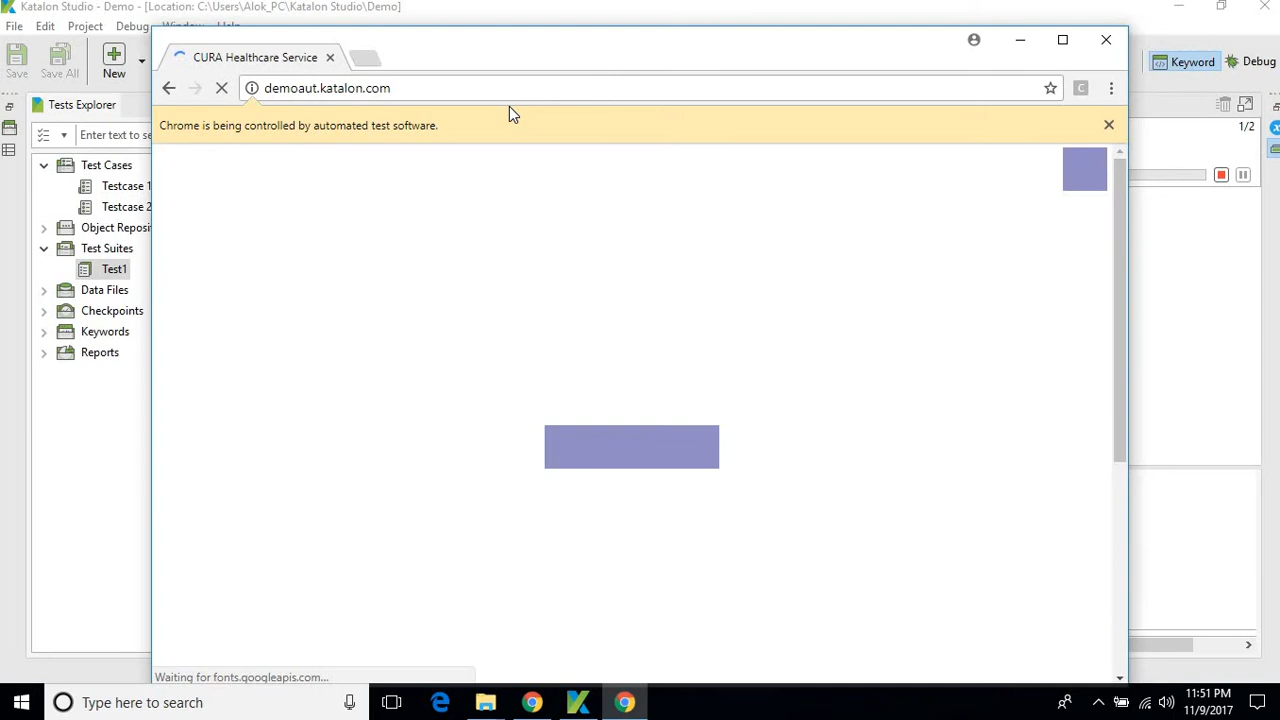 Katalon Studio - Demo - [Location: C:\Users\Alok_PC\Katalon Studio\Demo]
File Edit Project Debug Window Help
CURA Healthcare Service
Save Save All New
Keyword Debug
demoaut.katalon.com
C
Tests Explorer
Chrome is being controlled by automated test software.
1/2
Enter text to se
Test Cases
Testcase 1
Testcase 2
Object Reposi
Test Suites
Test1
Data Files
Checkpoints
Keywords
Reports
Waiting for fonts.googleapis.com...
Type here to search
11:51 PM
11/9/2017